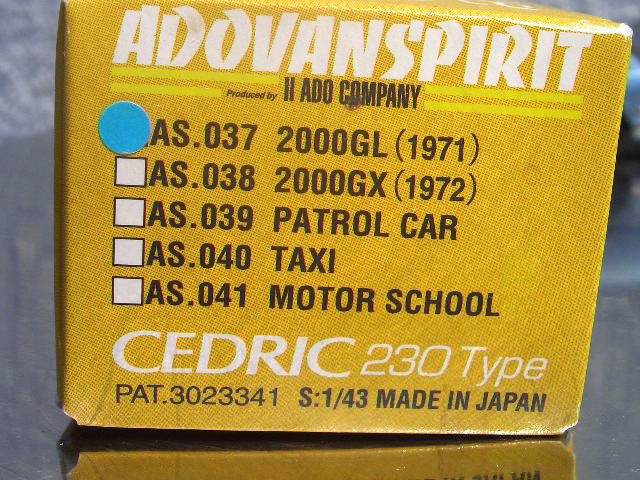 ADOVANSPIRIT
Produced by II ADO COMPANY
AS.037 2000GL (1971)
AS.038 2000GX (1972)
AS.039 PATROL CAR
AS.040 TAXI
AS.041 MOTOR SCHOOL
CEDRIC 230 Type
PAT.3023341 S:1/43 MADE IN JAPAN